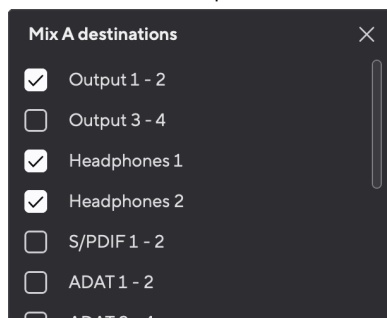 Mix A destinations
Output 1 - 2
Output 3 - 4
Headphones 1
Headphones 2
S/PDIF 1 - 2
ADAT 1 - 2